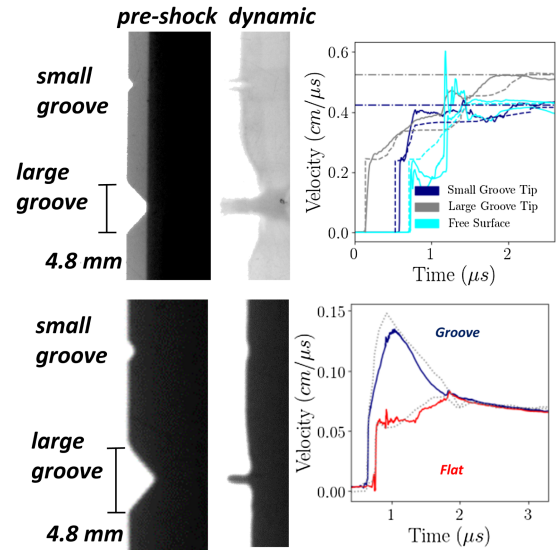 pre-shock dynamic
small
groove
large
groove
4.8 mm
0.6
0.4
0.2
0.0
Velocity (cm/μs)
Small Groove Tip
Large Groove Tip
Free Surface
0 1 2
Time (μs)
small
groove
large
groove
4.8 mm
0.15
0.10
0.05
0.00
Velocity (cm/μs)
Groove
Flat
1 2 3
Time (μs)